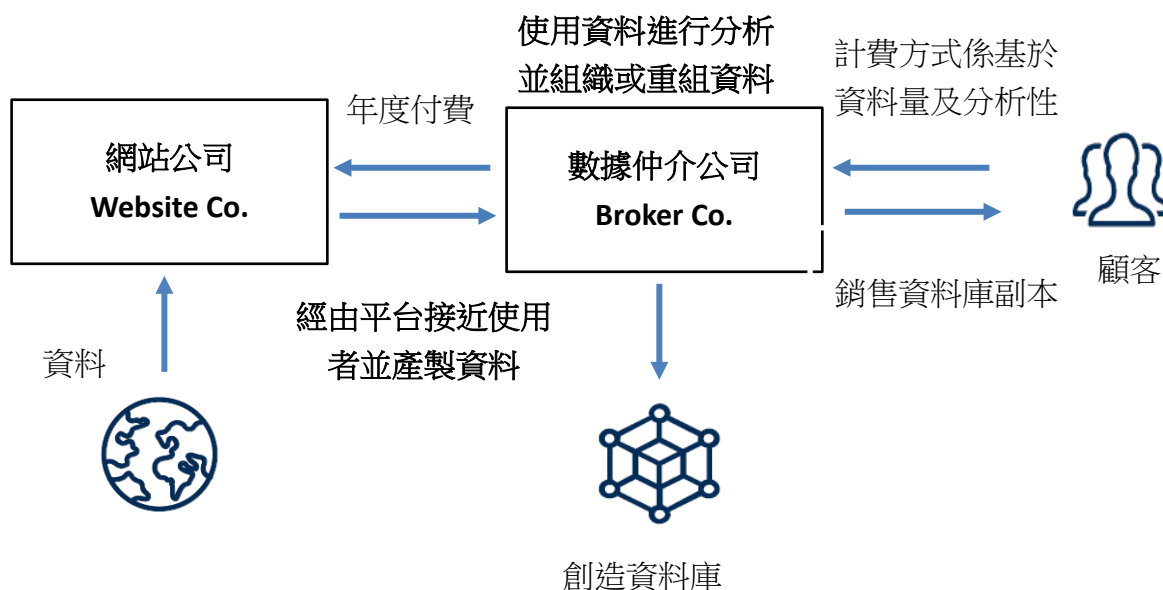 使用資料進行分析
並組織或重組資料
計費方式係基於
資料量及分析性
年度付費
網站公司
Website Co.
數據仲介公司
Broker Co.
顧客
銷售資料庫副本
經由平台接近使用
者並產製資料
資料
創造資料庫